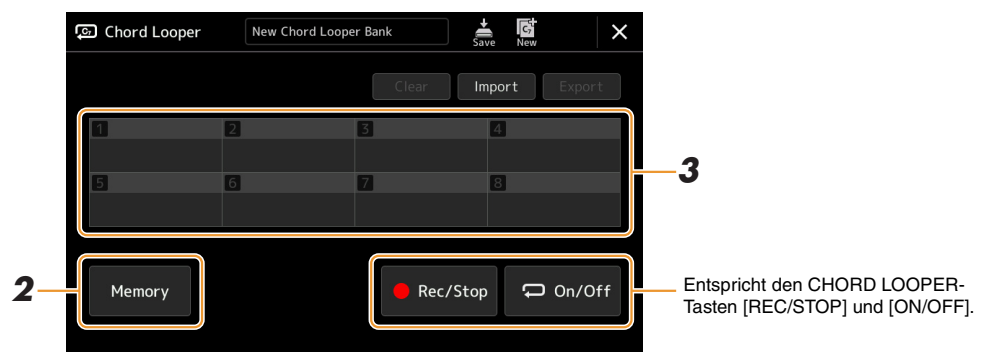 Chord Looper New Chord Looper Bank Save New
Clear Import Export
1 2 3 4
5 6 7 8
3
2
Memory Rec/Stop On/Off
Entspricht den CHORD LOOPER-
Tasten [REC/STOP] und [ON/OFF].